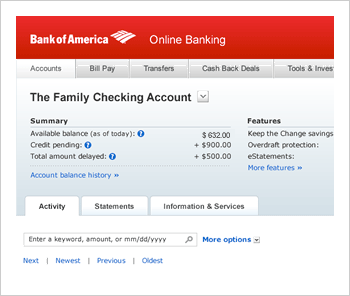 Bank of America Online Banking
Accounts Bill Pay Transfers Cash Back Deals Tools & Inves
The Family Checking Account
Summary Features
Available balance (as of today): ? $ 632.00 Keep the Change savings
Credit pending: ? + $900.00 Overdraft protection:
Total amount delayed: ? + $500.00 eStatements:
Account balance history » More features »
Activity Statements Information & Services
Enter a keyword, amount, or mm/dd/yyyy More options
Next | Newest | Previous | Oldest